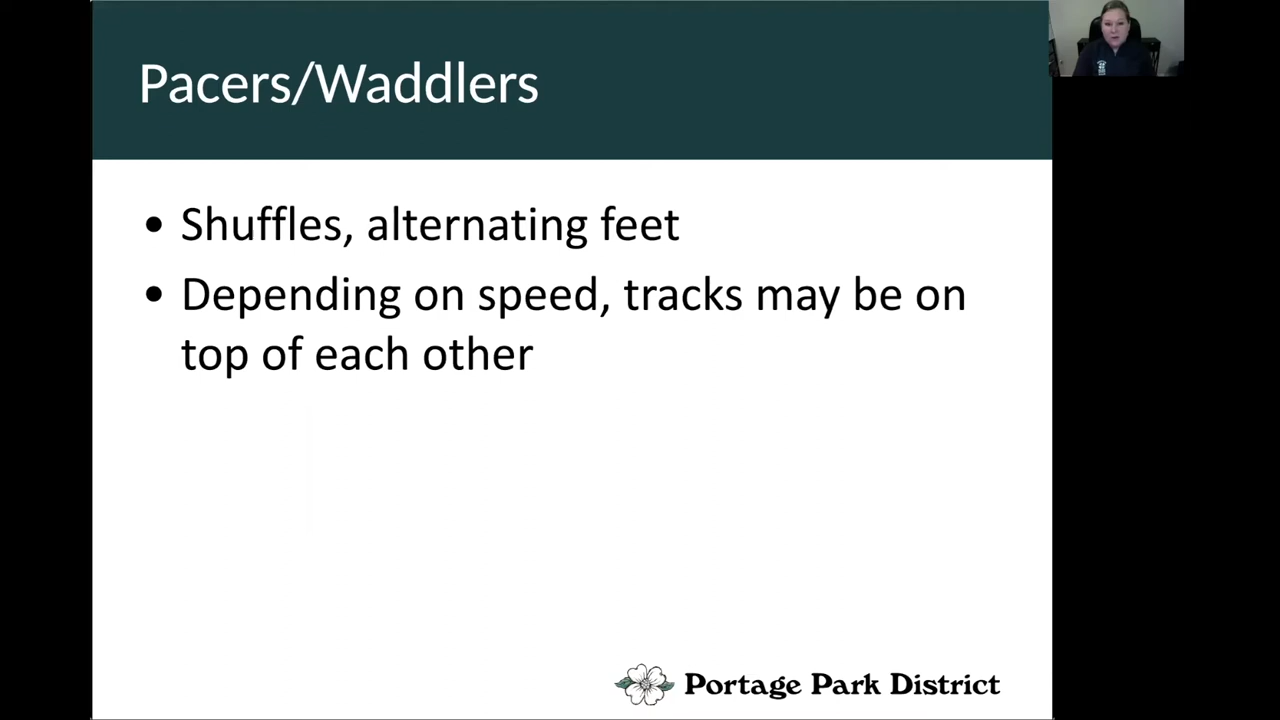 Pacers/Waddlers
• Shuffles, alternating feet
• Depending on speed, tracks may be on
top of each other
Portage Park District